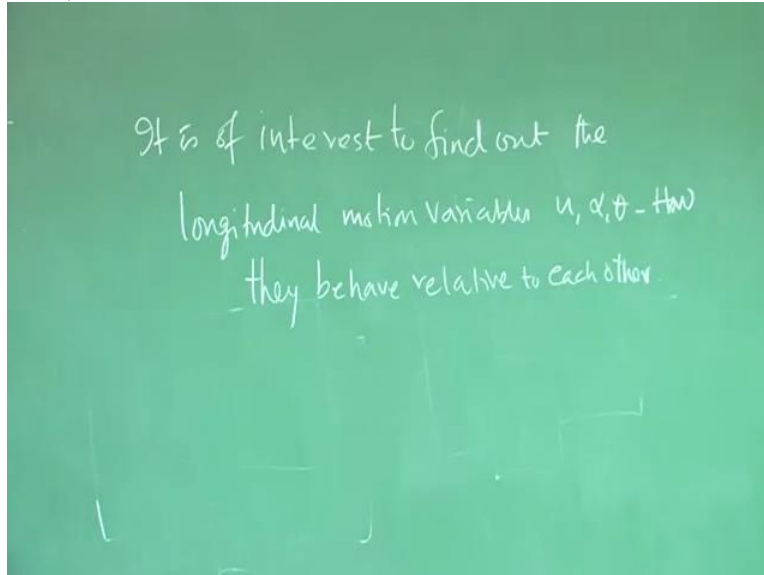 It is of interest to find out the
longitudinal motion variables u, α, θ - How
they behave relative to each other.